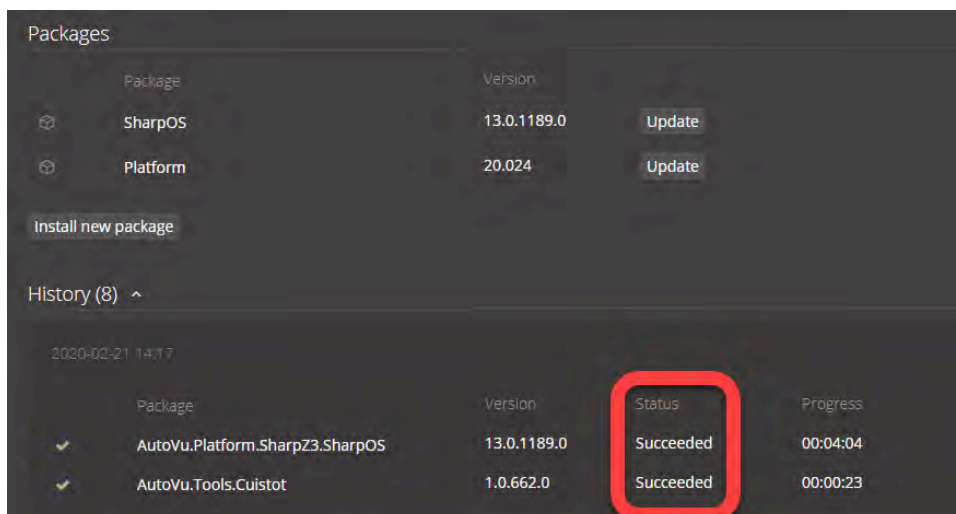 Packages
Package Version
SharpOS 13.0.1189.0 Update
Platform 20.024 Update
Install new package
History (8)
2020-02-21 14:17
Package Version Status Progress
AutoVu.Platform.SharpZ3.SharpOS 13.0.1189.0 Succeeded 00:04:04
AutoVu.Tools.Cuistot 1.0.662.0 Succeeded 00:00:23